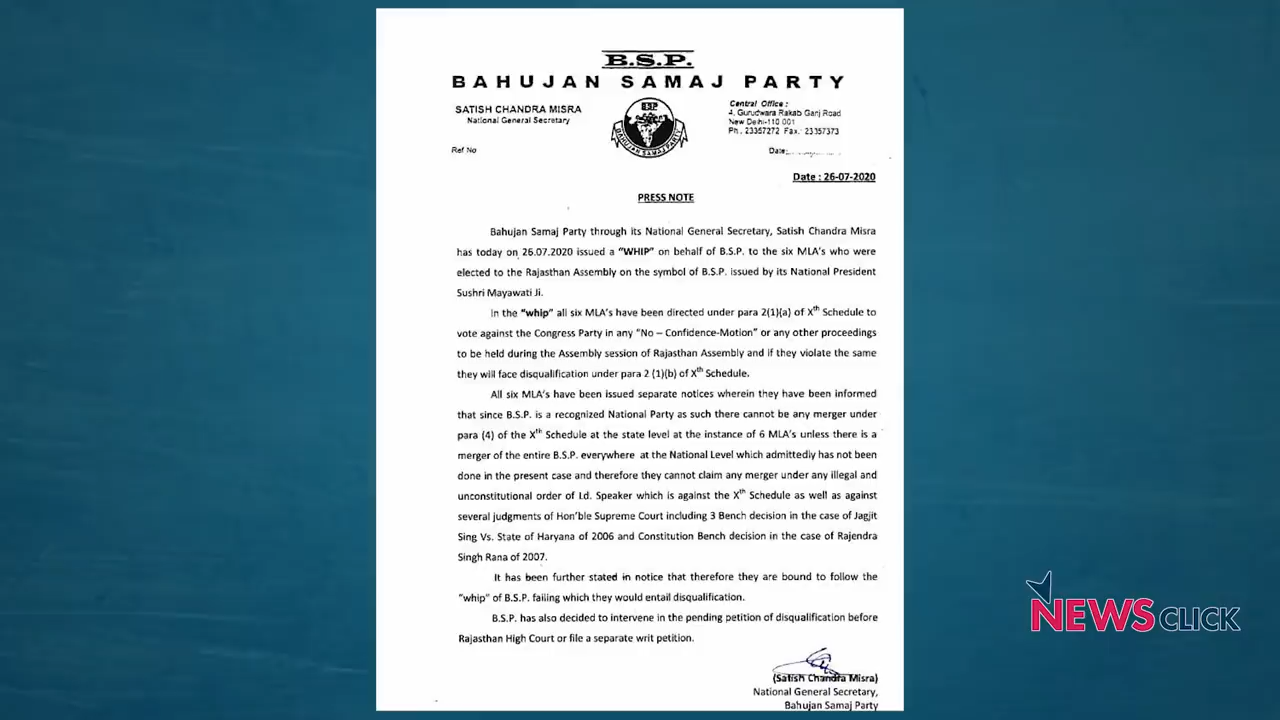 B.S.P.
BAHUJAN SAMAJ PARTY
SATISH CHANDRA MISRA
National General Secretary
BSP
BAHUJAN SAMAJ PARTY
Central Office :
4, Gurudwara Rakab Ganj Road
New Delhi-110 001
Ph. 23357272 Fax. 23357373
Ref No
Date:
Date : 26-07-2020
PRESS NOTE
Bahujan Samaj Party through its National General Secretary, Satish Chandra Misra
has today on 26.07.2020 issued a "WHIP" on behalf of B.S.P. to the six MLA's who were
elected to the Rajasthan Assembly on the symbol of B.S.P. issued by its National President
Sushri Mayawati Ji.
In the "whip" all six MLA's have been directed under para 2(1)(a) of Xth Schedule to
vote against the Congress Party in any "No – Confidence-Motion" or any other proceedings
to be held during the Assembly session of Rajasthan Assembly and if they violate the same
they will face disqualification under para 2 (1)(b) of Xth Schedule.
All six MLA's have been issued separate notices wherein they have been informed
that since B.S.P. is a recognized National Party as such there cannot be any merger under
para (4) of the Xth Schedule at the state level at the instance of 6 MLA's unless there is a
merger of the entire B.S.P. everywhere at the National Level which admittedly has not been
done in the present case and therefore they cannot claim any merger under any illegal and
unconstitutional order of Ld. Speaker which is against the Xth Schedule as well as against
several judgments of Hon'ble Supreme Court including 3 Bench decision in the case of Jagjit
Sing Vs. State of Haryana of 2006 and Constitution Bench decision in the case of Rajendra
Singh Rana of 2007.
It has been further stated in notice that therefore they are bound to follow the
"whip" of B.S.P. failing which they would entail disqualification.
B.S.P. has also decided to intervene in the pending petition of disqualification before
Rajasthan High Court or file a separate writ petition.
(Satish Chandra Misra)
National General Secretary,
Bahujan Samaj Party
NEWSCLICK